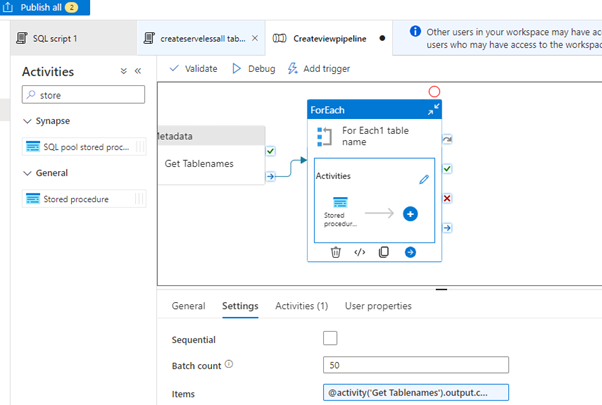 Publish all 2
SQL script 1
createservelessall tab...
Createviewpipeline
Other users in your workspace may have ac
users who may have access to the workspac
Activities
store
Synapse
SQL pool stored proc...
General
Stored procedure
Validate
Debug
Add trigger
Metadata
Get Tablenames
ForEach
For Each1 table
name
Activities
Stored
procedur...
General
Settings
Activities (1)
User properties
Sequential
Batch count
50
Items
@activity('Get Tablenames').output.c...